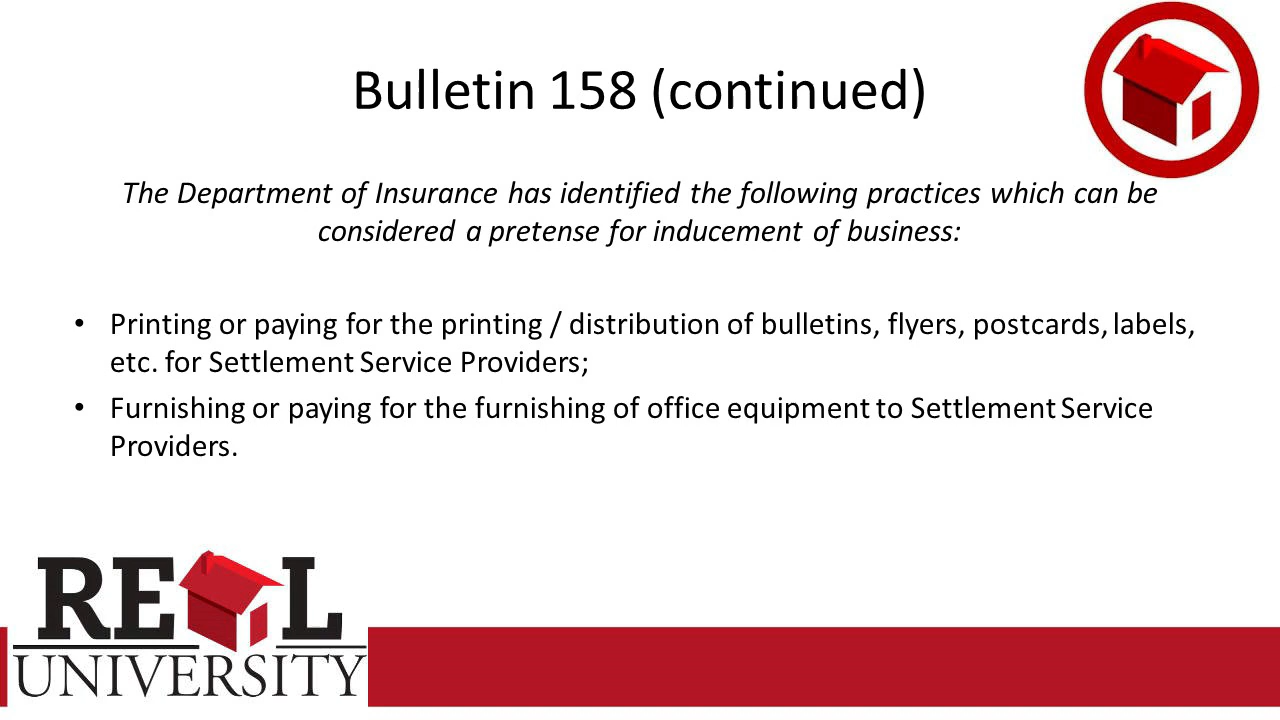 Bulletin 158 (continued)
The Department of Insurance has identified the following practices which can be
considered a pretense for inducement of business:
• Printing or paying for the printing / distribution of bulletins, flyers, postcards, labels,
etc. for Settlement Service Providers;
• Furnishing or paying for the furnishing of office equipment to Settlement Service
Providers.
REAL
UNIVERSITY